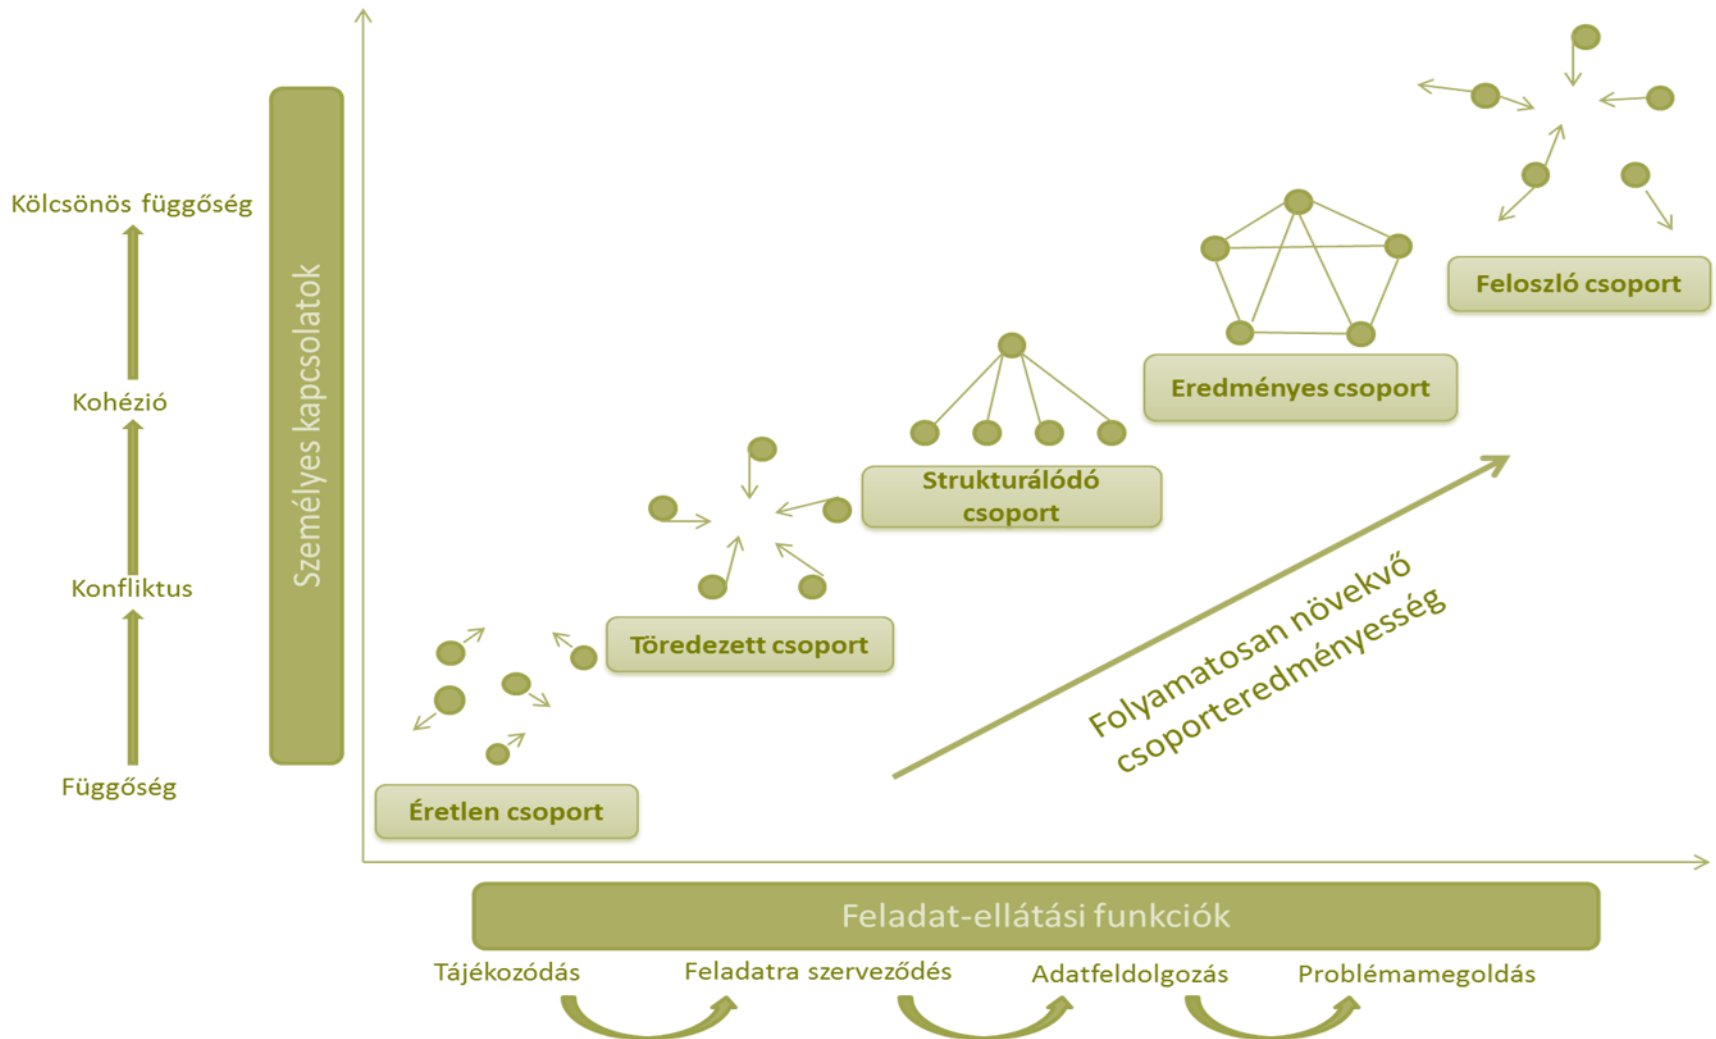 Kölcsönös függőség
Kohézió
Konfliktus
Függőség
Személyes kapcsolatok
Feloszló csoport
Eredményes csoport
Strukturálódó
csoport
Töredezett csoport
Éretlen csoport
Folyamatosan növekvő
csoporteredményesség
Feladat-ellátási funkciók
Tájékozódás
Feladatra szerveződés
Adatfeldolgozás
Problémamegoldás